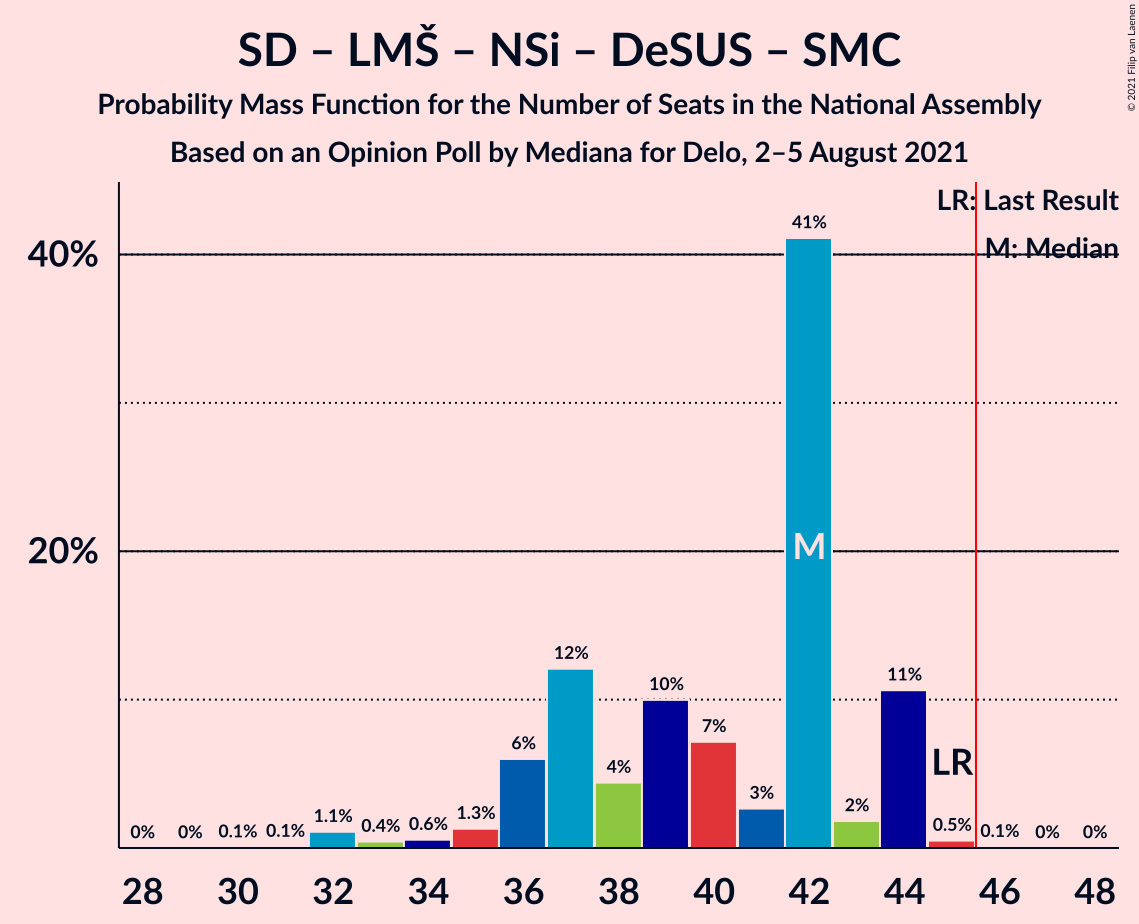 SD – LMŠ – NSi – DeSUS – SMC
Probability Mass Function for the Number of Seats in the National Assembly
Based on an Opinion Poll by Mediana for Delo, 2–5 August 2021
© 2021 Filip van Laenen
LR: Last Result
M: Median
40%
20%
0%
0%
0.1%
0.1%
1.1%
0.4%
0.6%
1.3%
6%
12%
4%
10%
7%
3%
41%
2%
11%
0.5%
0.1%
0%
0%
M
LR
28 30 32 34 36 38 40 42 44 46 48